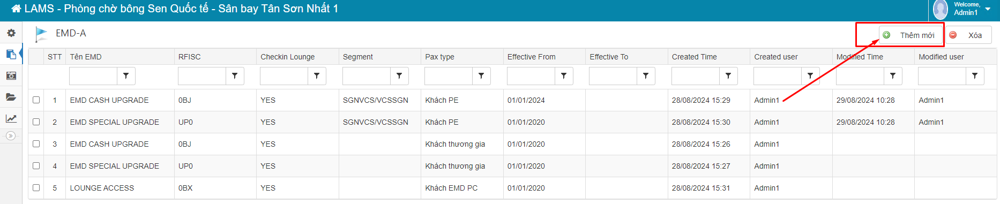 LAMS - Phòng chờ bông Sen Quốc tế - Sân bay Tân Sơn Nhất 1
Welcome,
Admin1
EMD-A
Thêm mới
Xóa
STT Tên EMD RFISC Checkin Lounge Segment Pax type Effective From Effective To Created Time Created user Modified Time Modified user
1 EMD CASH UPGRADE 0BJ YES SGNVCS/VCSSGN Khách PE 01/01/2024 28/08/2024 15:29 Admin1 29/08/2024 10:28 Admin1
2 EMD SPECIAL UPGRADE UP0 YES SGNVCS/VCSSGN Khách PE 01/01/2020 28/08/2024 15:30 Admin1 29/08/2024 10:28 Admin1
3 EMD CASH UPGRADE 0BJ YES Khách thương gia 01/01/2020 28/08/2024 15:26 Admin1
4 EMD SPECIAL UPGRADE UP0 YES Khách thương gia 01/01/2020 28/08/2024 15:27 Admin1
5 LOUNGE ACCESS 0BX YES Khách EMD PC 01/01/2020 28/08/2024 15:31 Admin1